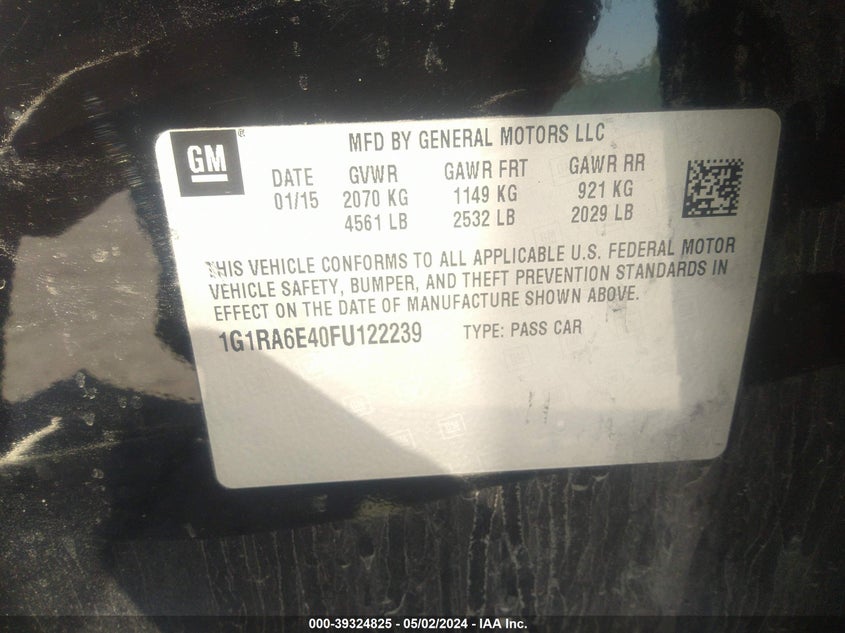 GM
®
MFD BY GENERAL MOTORS LLC
DATE GVWR GAWR FRT GAWR RR
01/15 2070 KG 1149 KG 921 KG
4561 LB 2532 LB 2029 LB
THIS VEHICLE CONFORMS TO ALL APPLICABLE U.S. FEDERAL MOTOR
VEHICLE SAFETY, BUMPER, AND THEFT PREVENTION STANDARDS IN
EFFECT ON THE DATE OF MANUFACTURE SHOWN ABOVE.
1G1RA6E40FU122239 TYPE: PASS CAR
GM
000-39324825 - 05/02/2024 - IAA, Inc.